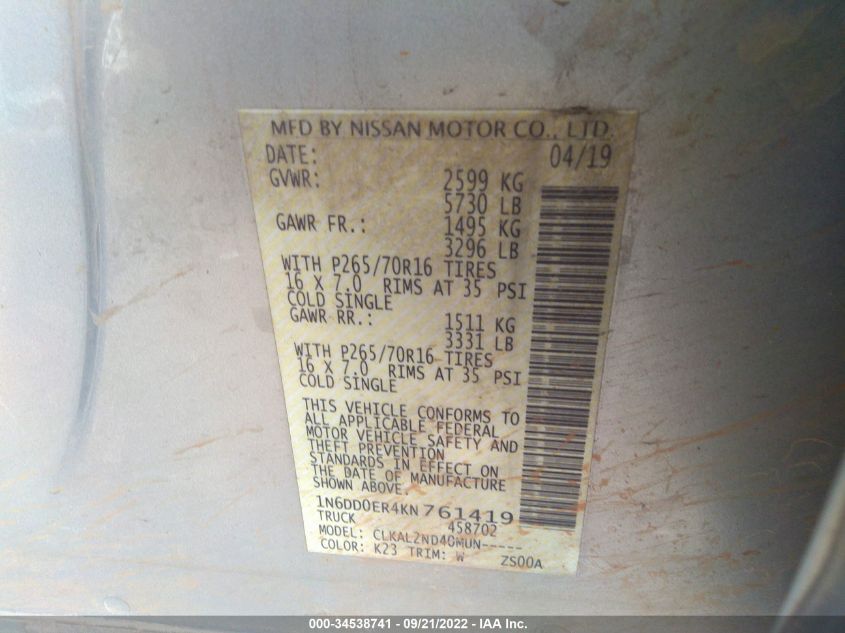 MFD BY NISSAN MOTOR CO., LTD.
DATE: 04/19
GVWR: 2599 KG
5730 LB
GAWR FR.: 1495 KG
3296 LB
WITH P265/70R16 TIRES
16 X 7.0 RIMS AT 35 PSI
COLD SINGLE
GAWR RR.: 1511 KG
3331 LB
WITH P265/70R16 TIRES
16 X 7.0 RIMS AT 35 PSI
COLD SINGLE
THIS VEHICLE CONFORMS TO
ALL APPLICABLE FEDERAL
MOTOR VEHICLE SAFETY AND
THEFT PREVENTION
STANDARDS IN EFFECT ON
THE DATE OF MANUFACTURE
SHOWN ABOVE.
1N6DD0ER4KN761419
TRUCK 458702
MODEL: CLKALZND4GMUN-----
COLOR: K23 TRIM: W ZS00A
000-34538741 - 09/21/2022 - IAA Inc.